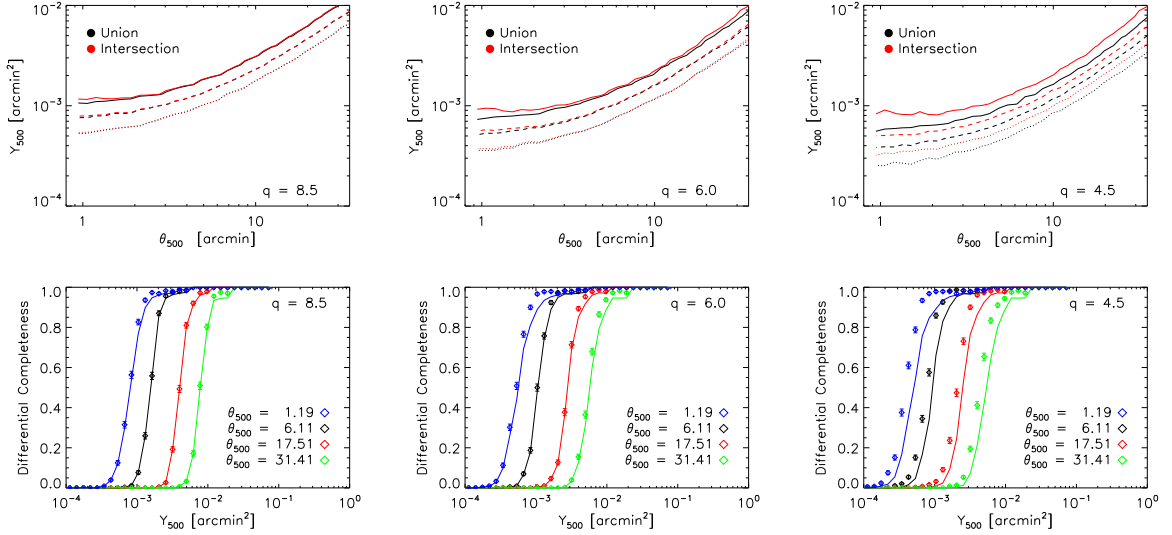 10⁻²
10⁻³
10⁻⁴
Y₅₀₀ [arcmin²]
Union
Intersection
q = 8.5
1
10
θ₅₀₀ [arcmin]
10⁻²
10⁻³
10⁻⁴
Y₅₀₀ [arcmin²]
Union
Intersection
q = 6.0
1
10
θ₅₀₀ [arcmin]
10⁻²
10⁻³
10⁻⁴
Y₅₀₀ [arcmin²]
Union
Intersection
q = 4.5
1
10
θ₅₀₀ [arcmin]
1.0
0.8
0.6
0.4
0.2
0.0
Differential Completeness
q = 8.5
θ₅₀₀ = 1.19
θ₅₀₀ = 6.11
θ₅₀₀ = 17.51
θ₅₀₀ = 31.41
10⁻⁴ 10⁻³ 10⁻² 10⁻¹ 10⁰
Y₅₀₀ [arcmin2]
1.0
0.8
0.6
0.4
0.2
0.0
Differential Completeness
q = 6.0
θ₅₀₀ = 1.19
θ₅₀₀ = 6.11
θ₅₀₀ = 17.51
θ₅₀₀ = 31.41
10⁻⁴ 10⁻³ 10⁻² 10⁻¹ 10⁰
Y₅₀₀ [arcmin2]
1.0
0.8
0.6
0.4
0.2
0.0
Differential Completeness
q = 4.5
θ₅₀₀ = 1.19
θ₅₀₀ = 6.11
θ₅₀₀ = 17.51
θ₅₀₀ = 31.41
10⁻⁴ 10⁻³ 10⁻² 10⁻¹ 10⁰
Y₅₀₀ [arcmin2]